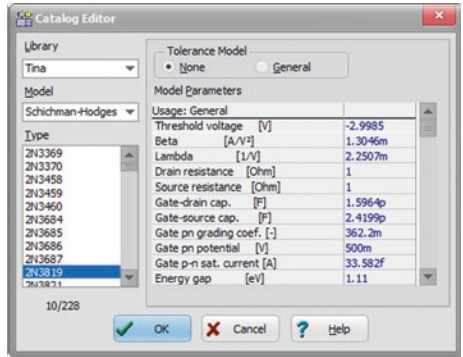 Catalog Editor
Library
Tina
Model
Schichman-Hodges
Type
2N3369
2N3370
2N3458
2N3459
2N3460
2N3684
2N3685
2N3686
2N3687
2N3819
2N3821
10/228
Tolerance Model
None General
Model Parameters
Usage: General
Threshold voltage [V] -2.9985
Beta [A/V²] 1.3046m
Lambda [1/V] 2.2507m
Drain resistance [Ohm] 1
Source resistance [Ohm] 1
Gate-drain cap. [F] 1.5964p
Gate-source cap. [F] 2.4199p
Gate pn grading coef. [-] 362.2m
Gate pn potential [V] 500m
Gate p-n sat. current [A] 33.582f
Energy gap [eV] 1.11
OK Cancel Help